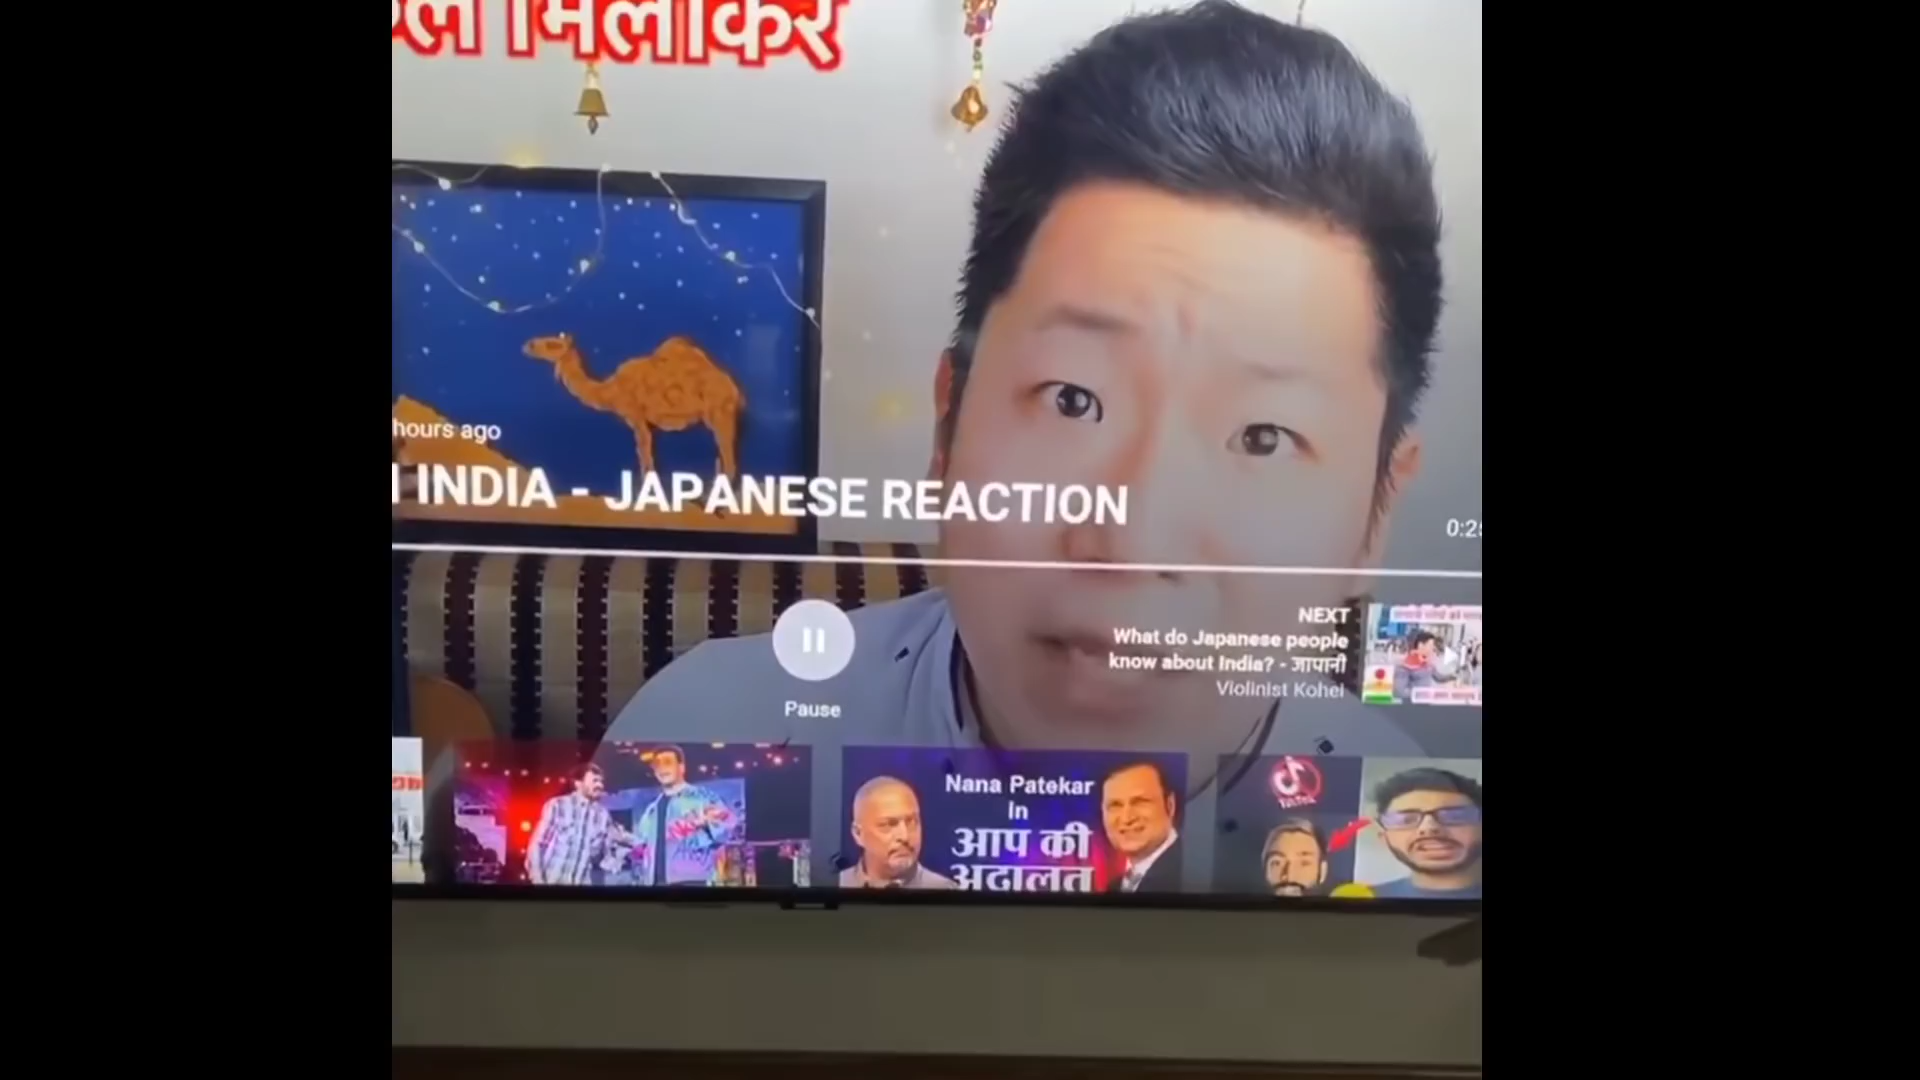 मिलाकर
hours ago
INDIA - JAPANESE REACTION
Pause
NEXT
What do Japanese people
know about India? - जापानी
Violinist Kohei
Nana Patekar
In
आप की
अदालत